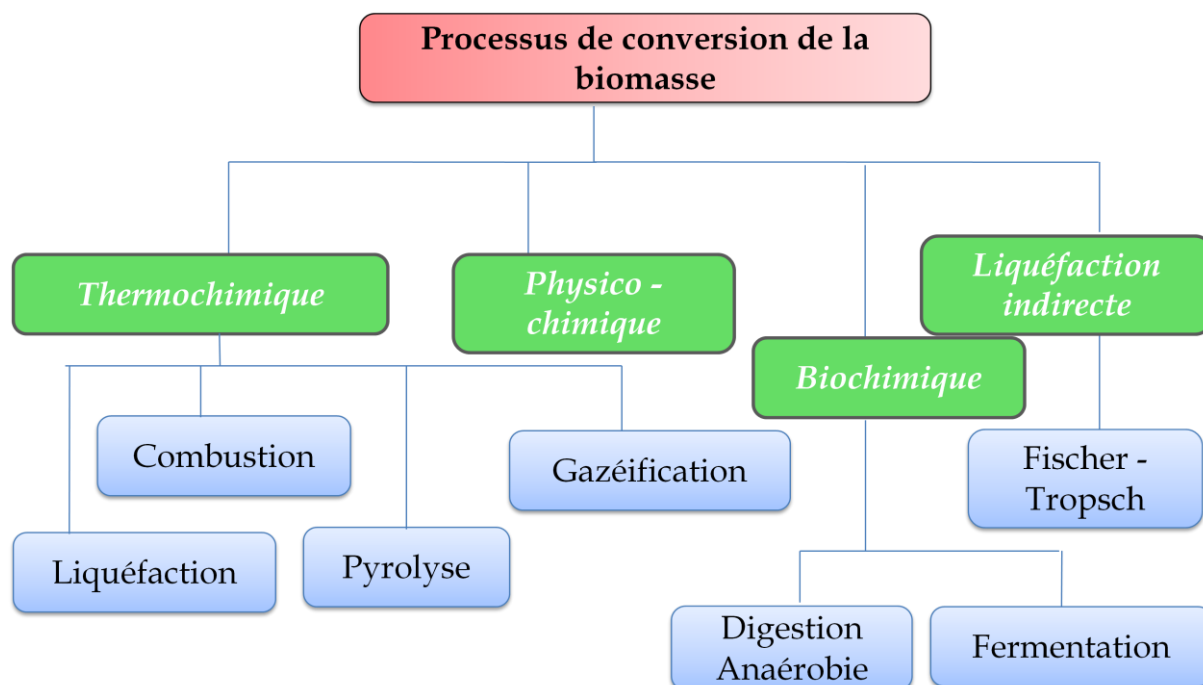 Processus de conversion de la
biomasse
Thermochimique
Physico -
chimique
Liquéfaction
indirecte
Biochimique
Combustion
Gazéification
Fischer -
Tropsch
Liquéfaction
Pyrolyse
Digestion
Anaérobie
Fermentation